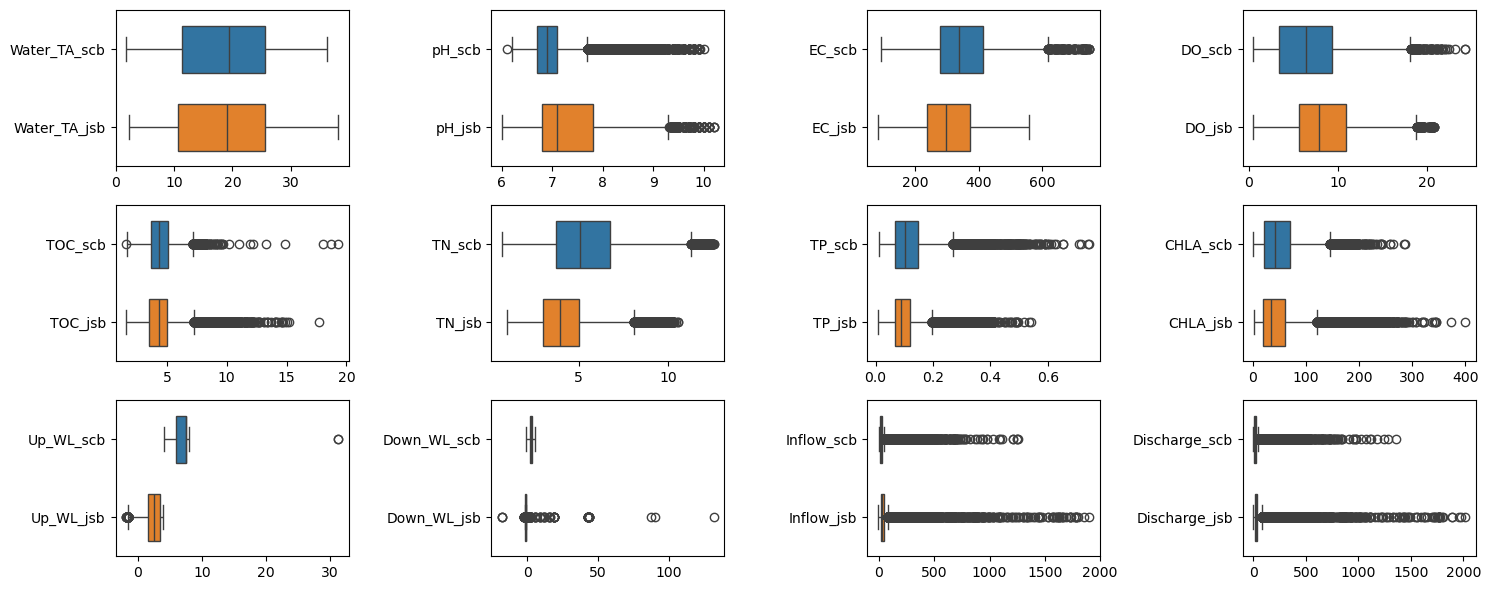 Water_TA_scb
Water_TA_jsb
0 10 20 30
pH_scb
pH_jsb
6 7 8 9 10
EC_scb
EC_jsb
200 400 600
DO_scb
DO_jsb
0 10 20
TOC_scb
TOC_jsb
5 10 15 20
TN_scb
TN_jsb
5 10
TP_scb
TP_jsb
0.0 0.2 0.4 0.6
CHLA_scb
CHLA_jsb
0 100 200 300 400
Up_WL_scb
Up_WL_jsb
0 10 20 30
Down_WL_scb
Down_WL_jsb
0 50 100
Inflow_scb
Inflow_jsb
0 500 1000 1500 2000
Discharge_scb
Discharge_jsb
0 500 1000 1500 2000